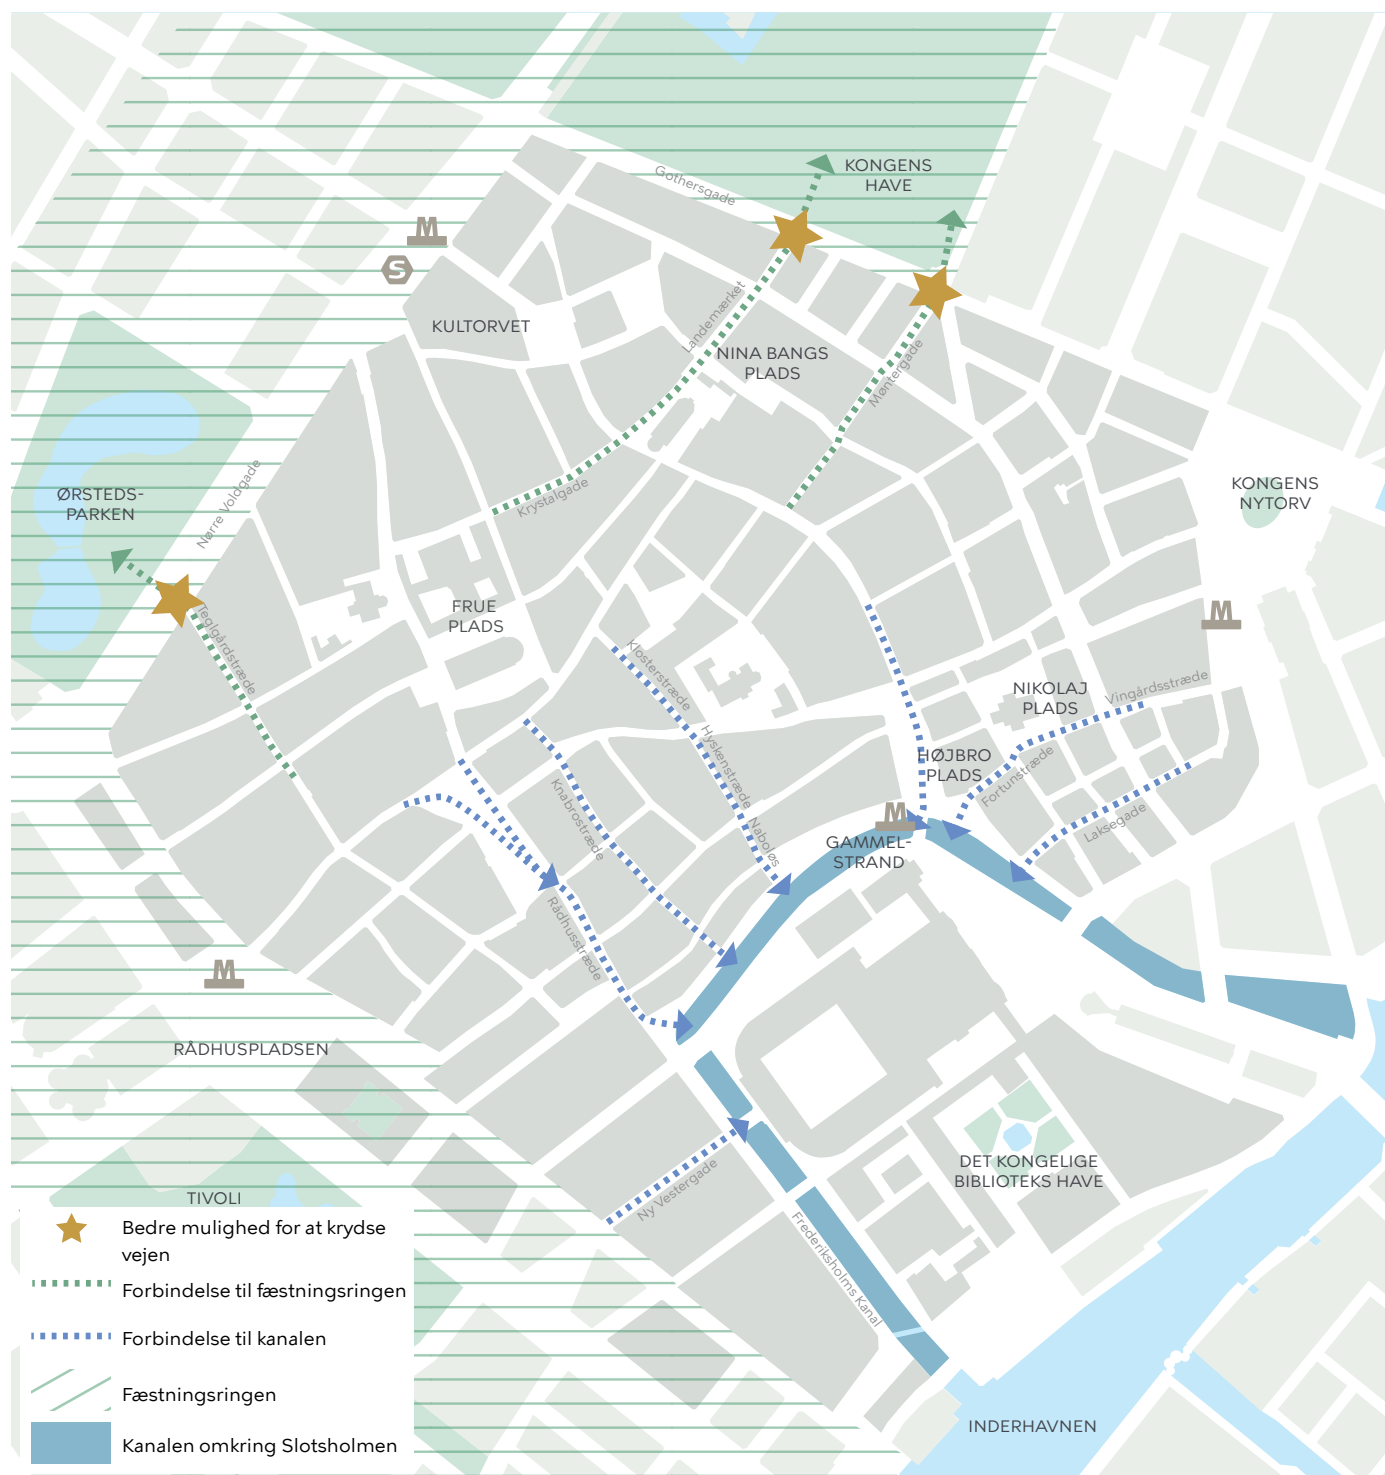 Gothersgade
KONGENS
HAVE
M
S
KULTORVET
Landemærket
NINA BANGS
PLADS
Møntergade
Nørre Voldgade
ØRSTEDS-
PARKEN
Krystalgade
KONGENS
NYTORV
Teglgårdstræde
FRUE
PLADS
M
Klosterstræde
NIKOLAJ
PLADS
Vingårdsstræde
Hyskenstræde
HØJBRO
PLADS
Fortunstræde
Knabrostræde
Naboløs
M
GAMMEL-
STRAND
Laksegade
Rådhusstræde
M
RÅDHUSPLADSEN
DET KONGELIGE
BIBLIOTEKS HAVE
Ny Vestergade
TIVOLI
Frederiksholms Kanal
INDERHAVNEN
Bedre mulighed for at krydse
vejen
Forbindelse til fæstningsringen
Forbindelse til kanalen
Fæstningsringen
Kanalen omkring Slotsholmen